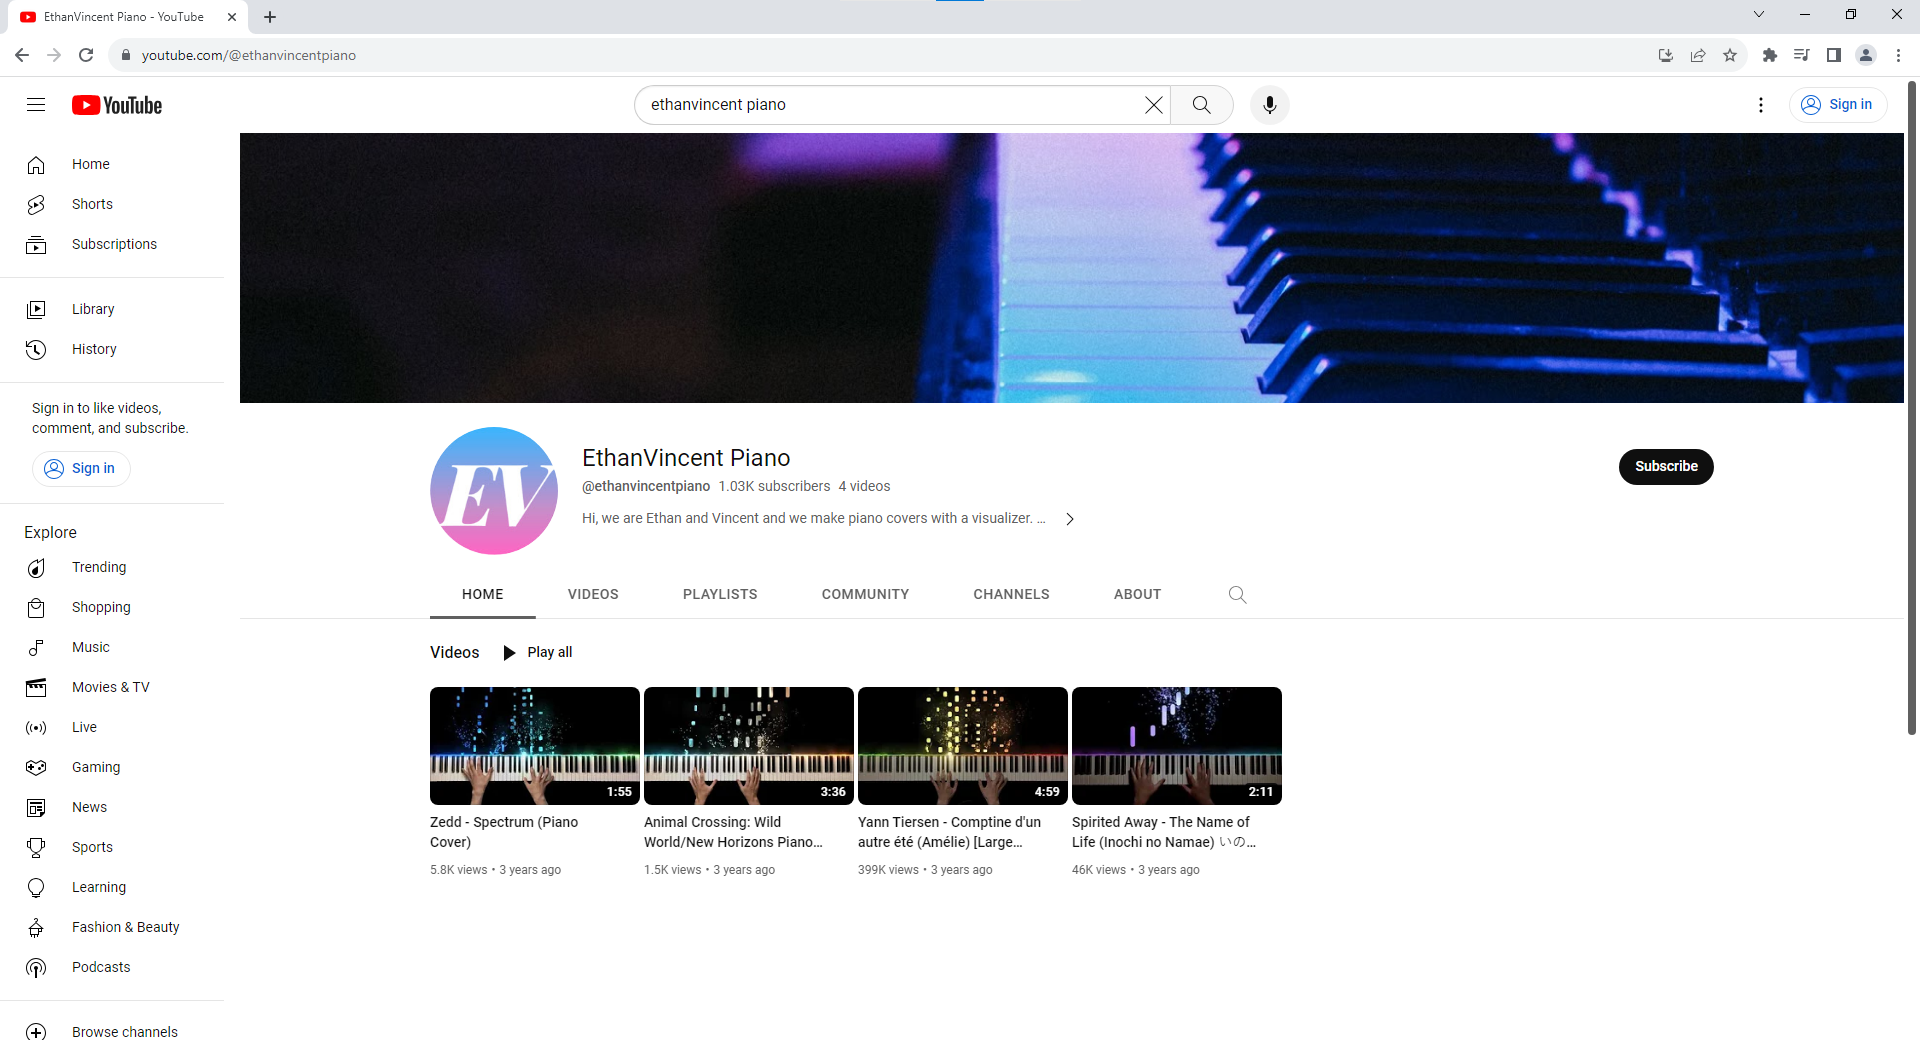 EthanVincent Piano - YouTube
youtube.com/@ethanvincentpiano
YouTube
ethanvincent piano
Sign in
Home
Shorts
Subscriptions
Library
History
Sign in to like videos,
comment, and subscribe.
Sign in
Explore
Trending
Shopping
Music
Movies & TV
Live
Gaming
News
Sports
Learning
Fashion & Beauty
Podcasts
Browse channels
EV
EthanVincent Piano
@ethanvincentpiano 1.03K subscribers 4 videos
Hi, we are Ethan and Vincent and we make piano covers with a visualizer. ...
Subscribe
HOME VIDEOS PLAYLISTS COMMUNITY CHANNELS ABOUT
Videos Play all
1:55
Zedd - Spectrum (Piano
Cover)
5.8K views • 3 years ago
3:36
Animal Crossing: Wild
World/New Horizons Piano...
1.5K views • 3 years ago
4:59
Yann Tiersen - Comptine d'un
autre été (Amélie) [Large...
399K views • 3 years ago
2:11
Spirited Away - The Name of
Life (Inochi no Namae) いの...
46K views • 3 years ago